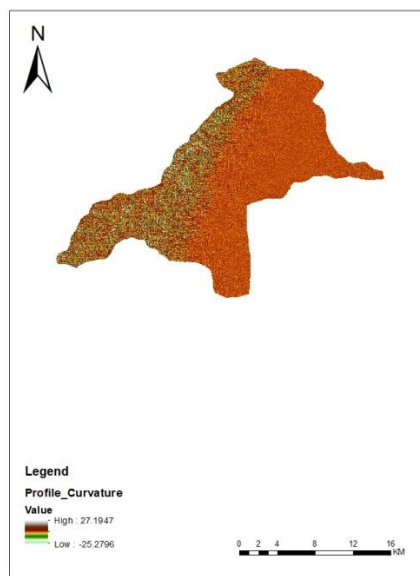 N
Legend
Profile_Curvature
Value
High : 27.1947
Low : -25.2796
0 2 4 8 12 16
KM